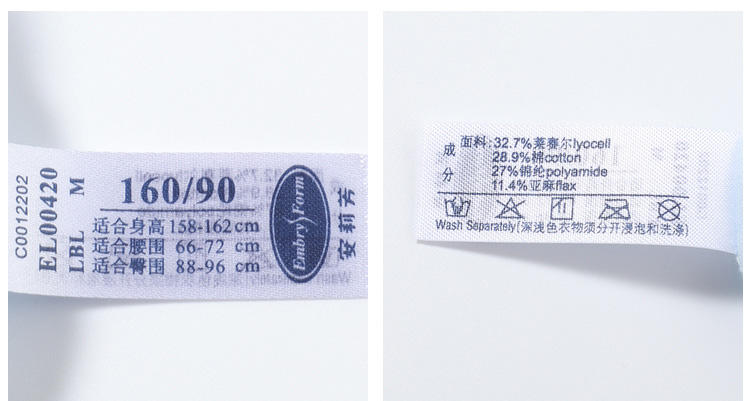 C0012202
EL00420
LBL M
160/90
适合身高158-162cm
适合腰围 66-72 cm
适合臀围 88-96 cm
Embry Form
安莉芳
成分
面料:32.7%莱赛尔lyocell
28.9%棉cotton
27%锦纶polyamide
11.4%亚麻flax
Wash Separately(深浅色衣物须分开浸泡和洗涤)